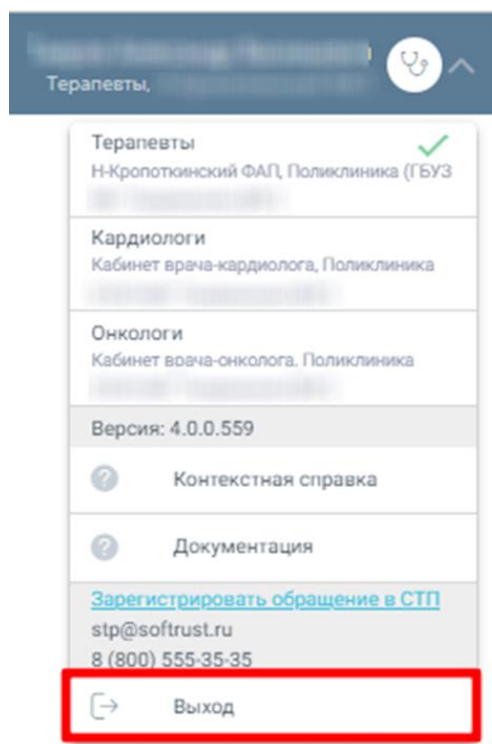 Терапевты,
Терапевты
Н-Кропоткинский ФАП, Поликлиника (ГБУЗ
Кардиологи
Кабинет врача-кардиолога, Поликлиника
Онкологи
Кабинет врача-онколога. Поликлиника
Версия: 4.0.0.559
Контекстная справка
Документация
Зарегистрировать обращение в СТП
stp@softrust.ru
8 (800) 555-35-35
Выход